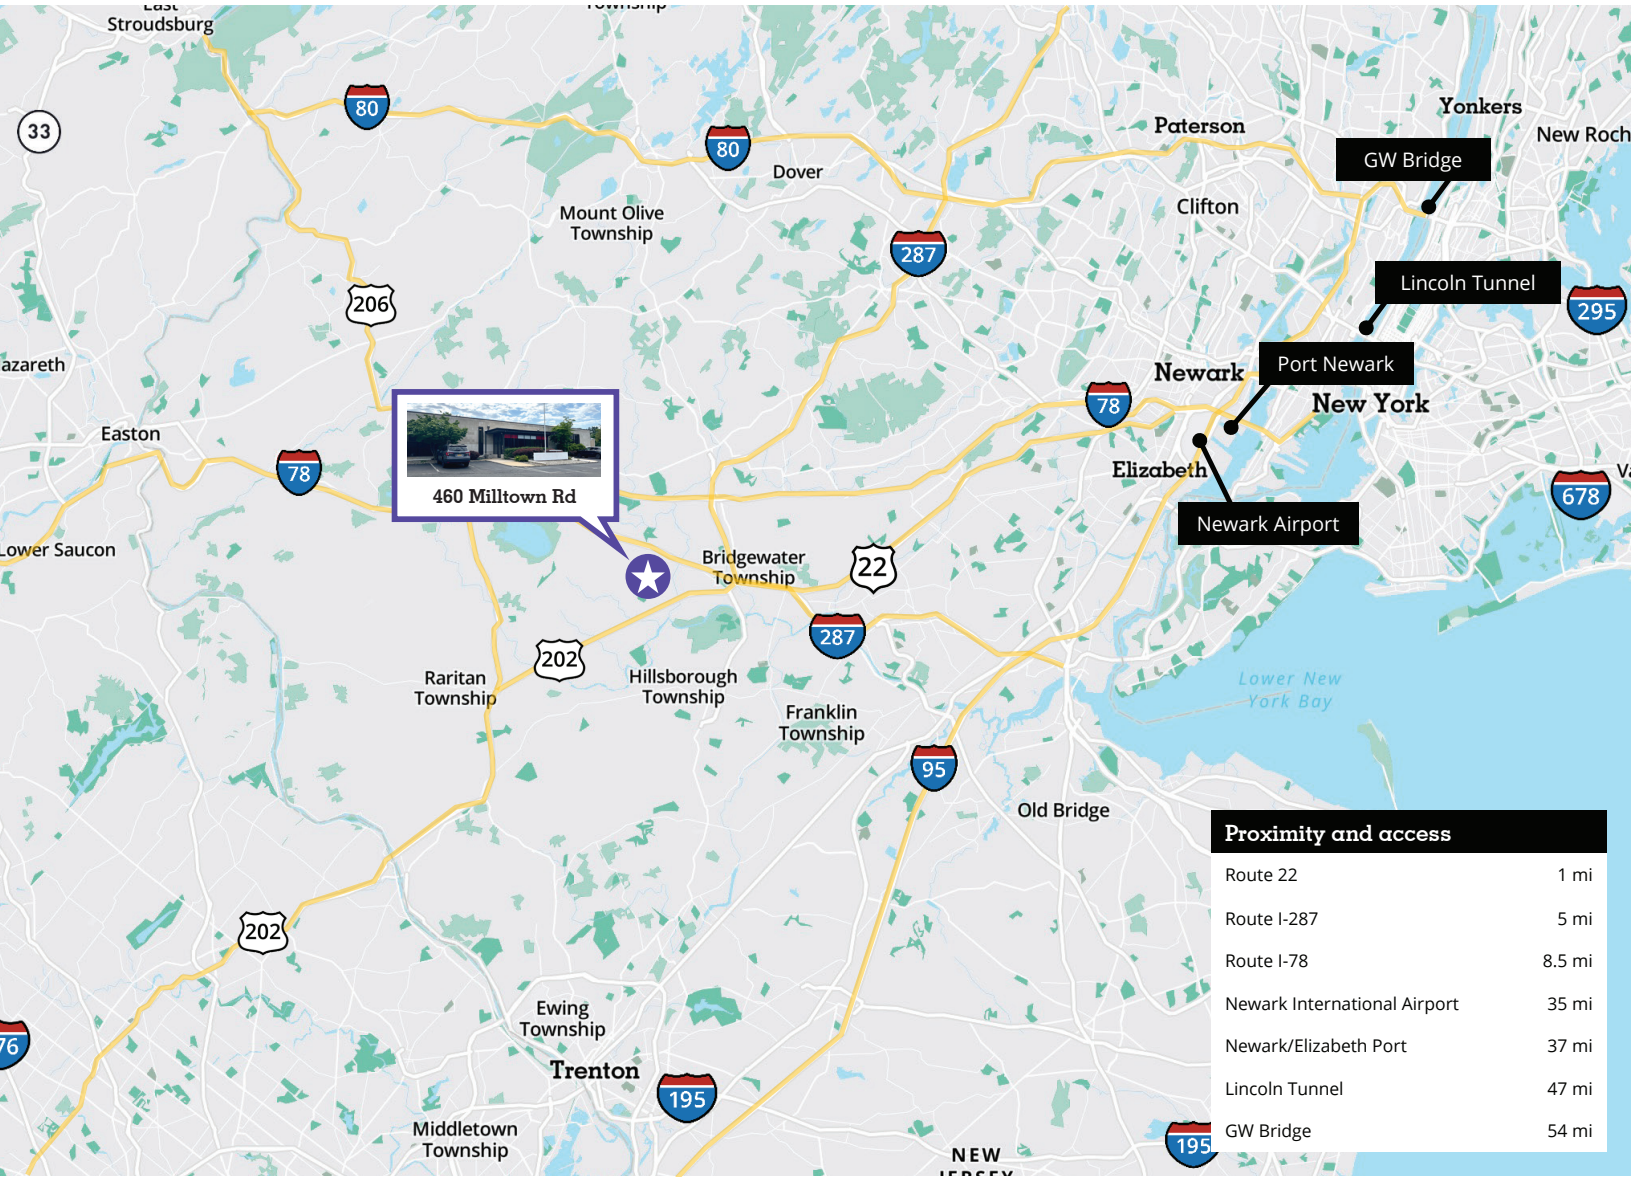 East
Stroudsburg
Township
80
33
80
Dover
Paterson
Yonkers
New Roch
GW Bridge
Clifton
Mount Olive
Township
287
206
Lincoln Tunnel
295
azareth
Newark
Port Newark
78
New York
Easton
78
460 Milltown Rd
Elizabeth
678
Va
Newark Airport
Lower Saucon
Bridgewater
Township
22
287
202
Raritan
Township
Hillsborough
Township
Lower New
York Bay
Franklin
Township
95
Old Bridge
Proximity and access
Route 22 1 mi
Route I-287 5 mi
Route I-78 8.5 mi
Newark International Airport 35 mi
Newark/Elizabeth Port 37 mi
Lincoln Tunnel 47 mi
GW Bridge 54 mi
202
Ewing
Township
76
Trenton
195
Middletown
Township
195
NEW
JERSEY